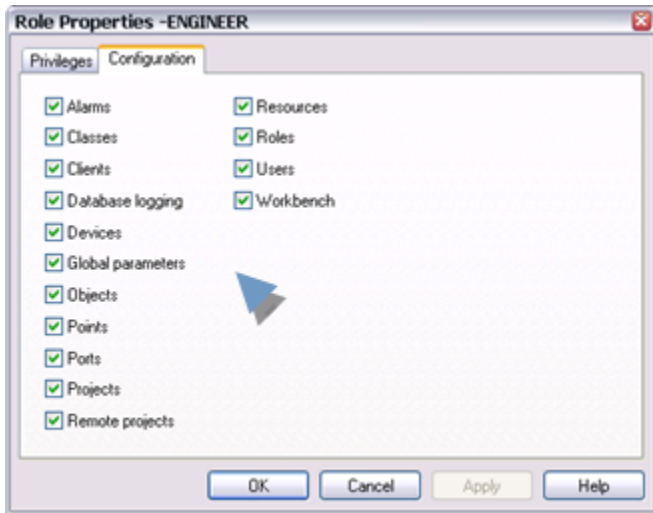 Role Properties -ENGINEER
Privileges Configuration
Alarms
Classes
Clients
Database logging
Devices
Global parameters
Objects
Points
Ports
Projects
Remote projects
Resources
Roles
Users
Workbench
OK Cancel Apply Help